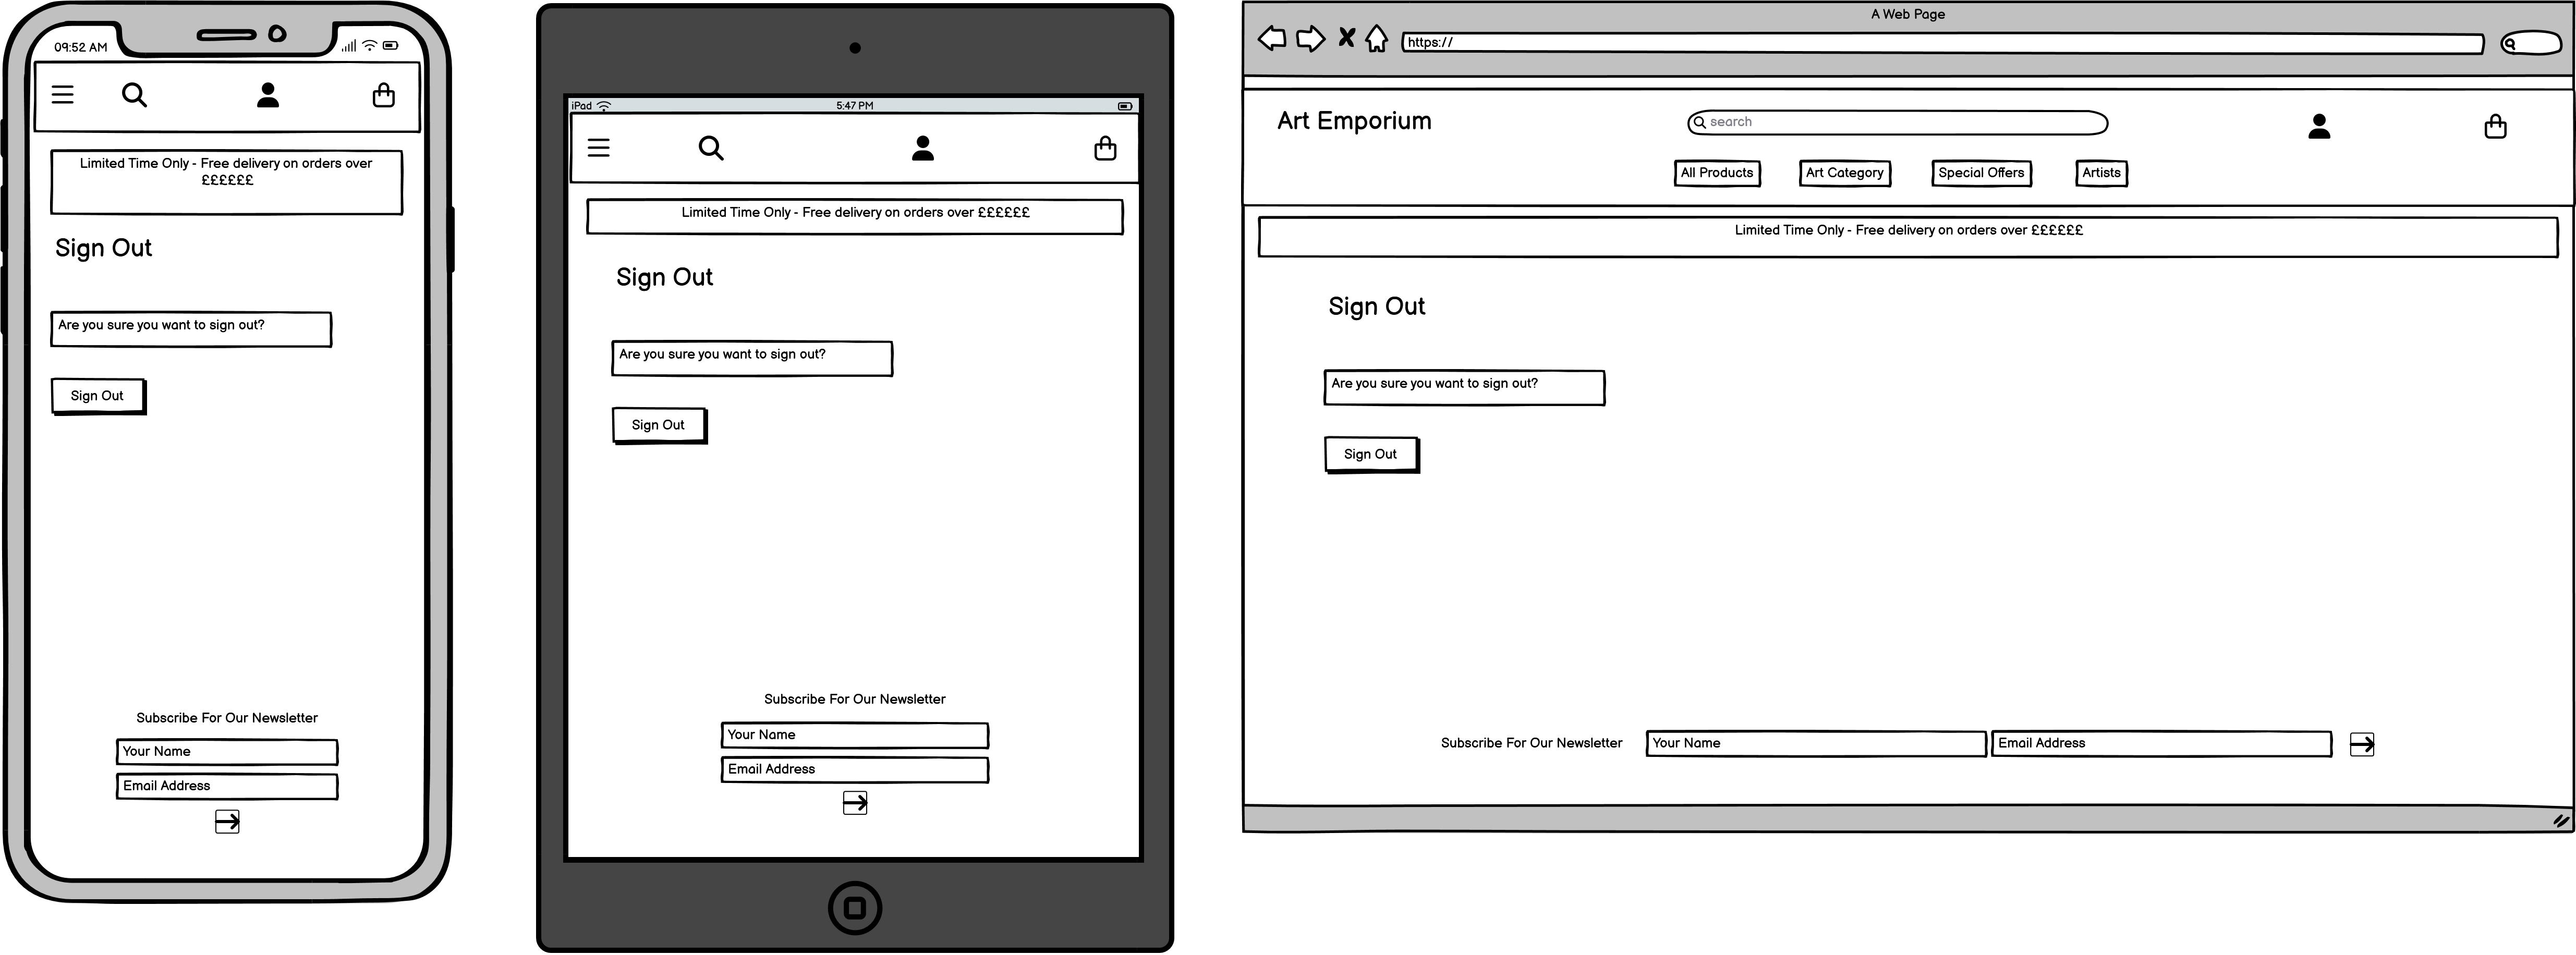 09:52 AM
Limited Time Only - Free delivery on orders over
££££££
Sign Out
Are you sure you want to sign out?
Sign Out
Subscribe For Our Newsletter
Your Name
Email Address
iPad
5:47 PM
Limited Time Only - Free delivery on orders over ££££££
Sign Out
Are you sure you want to sign out?
Sign Out
Subscribe For Our Newsletter
Your Name
Email Address
A Web Page
https://
Art Emporium
search
All Products
Art Category
Special Offers
Artists
Limited Time Only - Free delivery on orders over ££££££
Sign Out
Are you sure you want to sign out?
Sign Out
Subscribe For Our Newsletter
Your Name
Email Address